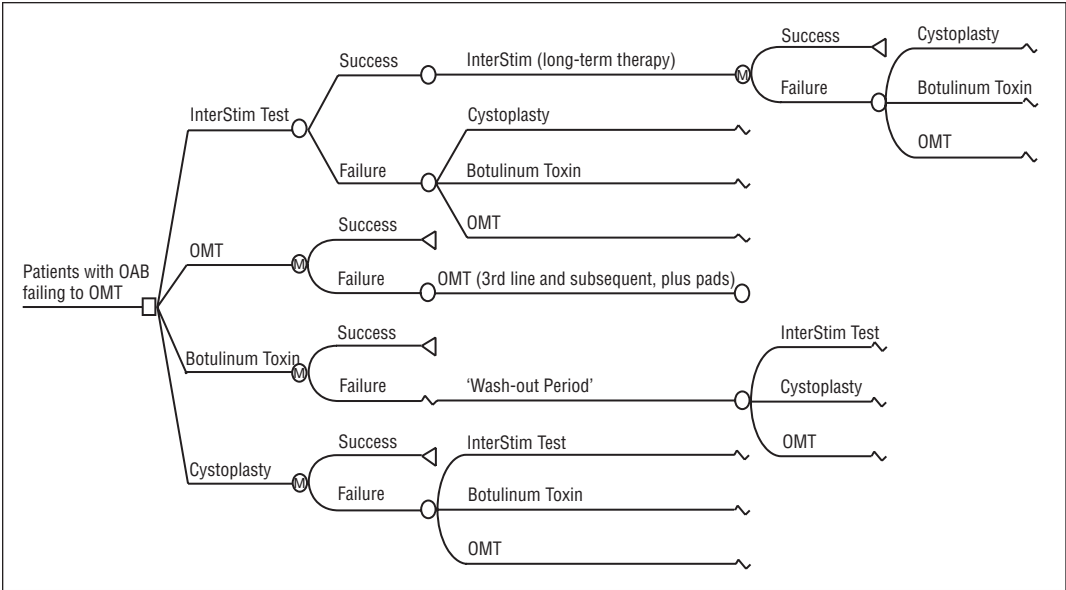 Patients with OAB
failing to OMT
InterStim Test
Success
InterStim (long-term therapy)
M
Success
Failure
Cystoplasty
Botulinum Toxin
OMT
Failure
Cystoplasty
Botulinum Toxin
OMT
OMT
M
Success
Failure
OMT (3rd line and subsequent, plus pads)
Botulinum Toxin
M
Success
Failure
‘Wash-out Period’
InterStim Test
Cystoplasty
OMT
Cystoplasty
M
Success
Failure
InterStim Test
Botulinum Toxin
OMT